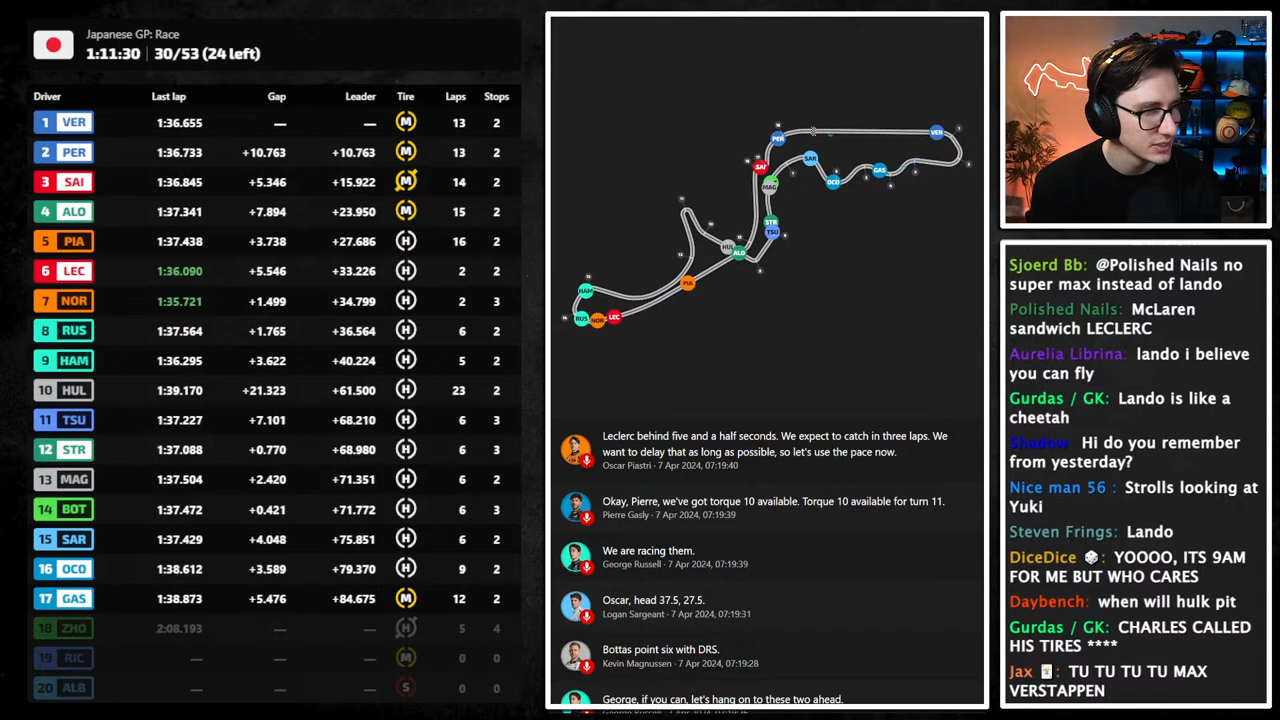 Japanese GP: Race
1:11:30 30/53 (24 left)
Driver Last lap Gap Leader Tire Laps Stops
1 VER 1:36.655 — — M 13 2
2 PER 1:36.733 +10.763 +10.763 M 13 2
3 SAI 1:36.845 +5.346 +15.922 M 14 2
4 ALO 1:37.341 +7.894 +23.950 M 15 2
5 PIA 1:37.438 +3.738 +27.686 H 16 2
6 LEC 1:36.090 +5.546 +33.226 H 2 2
7 NOR 1:35.721 +1.499 +34.799 H 2 3
8 RUS 1:37.564 +1.765 +36.564 H 6 2
9 HAM 1:36.295 +3.622 +40.224 H 5 2
10 HUL 1:39.170 +21.323 +61.500 H 23 2
11 TSU 1:37.227 +7.101 +68.210 H 6 3
12 STR 1:37.088 +0.770 +68.980 H 6 3
13 MAG 1:37.504 +2.420 +71.351 H 6 2
14 BOT 1:37.472 +0.421 +71.772 H 6 3
15 SAR 1:37.429 +4.048 +75.851 H 6 3
16 OCO 1:38.612 +3.589 +79.370 H 9 2
17 GAS 1:38.873 +5.476 +84.675 M 12 2
18 ZHO 2:08.193 — — H 5 4
19 RIC — — — M 0 0
20 ALB — — — S 0 0
PER
VER
SAI
SAR
GAS
OCO
MAG
STR
TSU
HUL
ALO
PIA
HAM
RUS
NOR
LEC
Leclerc behind five and a half seconds. We expect to catch in three laps. We
want to delay that as long as possible, so let's use the pace now.
Oscar Piastri · 7 Apr 2024, 07:19:40
Okay, Pierre, we've got torque 10 available. Torque 10 available for turn 11.
Pierre Gasly · 7 Apr 2024, 07:19:39
We are racing them.
George Russell · 7 Apr 2024, 07:19:39
Oscar, head 37.5, 27.5.
Logan Sargeant · 7 Apr 2024, 07:19:31
Bottas point six with DRS.
Kevin Magnussen · 7 Apr 2024, 07:19:28
George, if you can, let's hang on to these two ahead.
Sjoerd Bb: @Polished Nails no
super max instead of lando
Polished Nails: McLaren
sandwich LECLERC
Aurelia Librina: lando i believe
you can fly
Gurdas / GK: Lando is like a
cheetah
Shadow: Hi do you remember
from yesterday?
Nice man 56 : Strolls looking at
Yuki
Steven Frings: Lando
DiceDice 🎲: YOOOO, ITS 9AM
FOR ME BUT WHO CARES
Daybench: when will hulk pit
Gurdas / GK: CHARLES CALLED
HIS TIRES ****
Jax 🃏: TU TU TU TU MAX
VERSTAPPEN